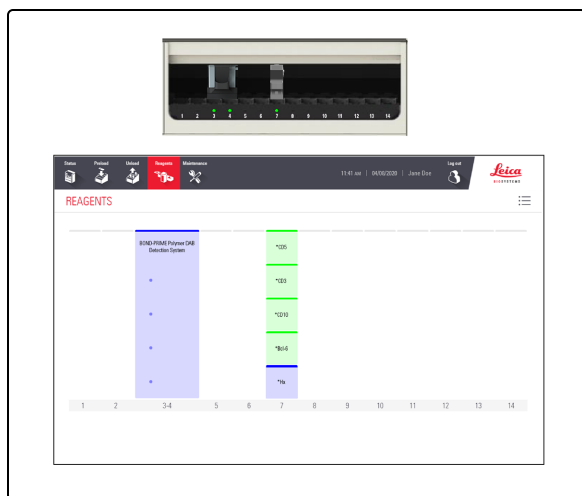 1 2 3 4 5 6 7 8 9 10 11 12 13 14
Status Preload Unload Reagents Maintenance
11:41 AM | 04/06/2020 | Jane Doe
Log out
Leica
BIOSYSTEMS
REAGENTS
BOND-PRIME Polymer DAB
Detection System
*CD5
*CD3
*CD10
*Bcl-6
*Hx
1 2 3-4 5 6 7 8 9 10 11 12 13 14